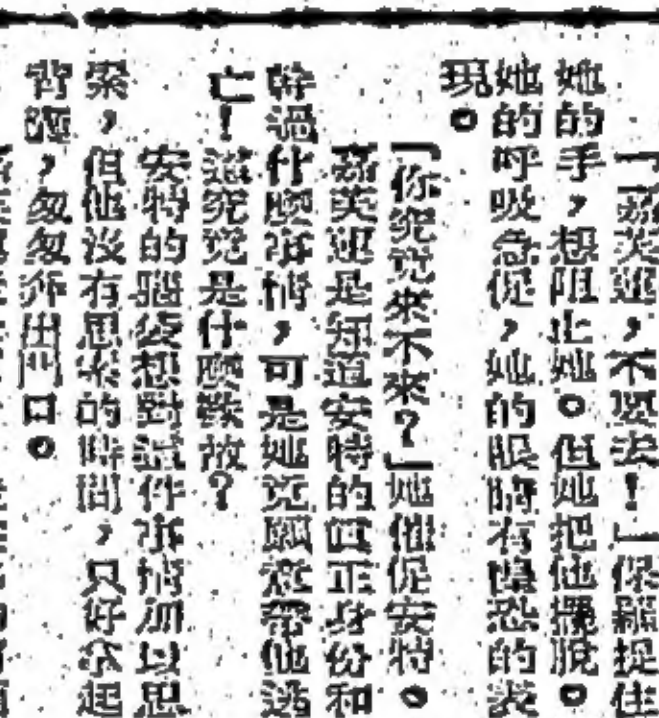 「嘉芙蓮，不要去！」保羅捉住
她的手，想阻止她。但她把他擺脫。
她的呼吸急促，她的眼睛有惶恐的表
現。
「你究竟來不來？」她催促安特。
嘉芙蓮是知道安特的眞正身份和
幹過什麼事情，可是她竟願意帶他逃
亡！這究竟是什麼緣故？
安特的腦袋想對這件事情加以思
索，但他沒有思索的時間，只好拿起
背囊，匆匆奔出門口。